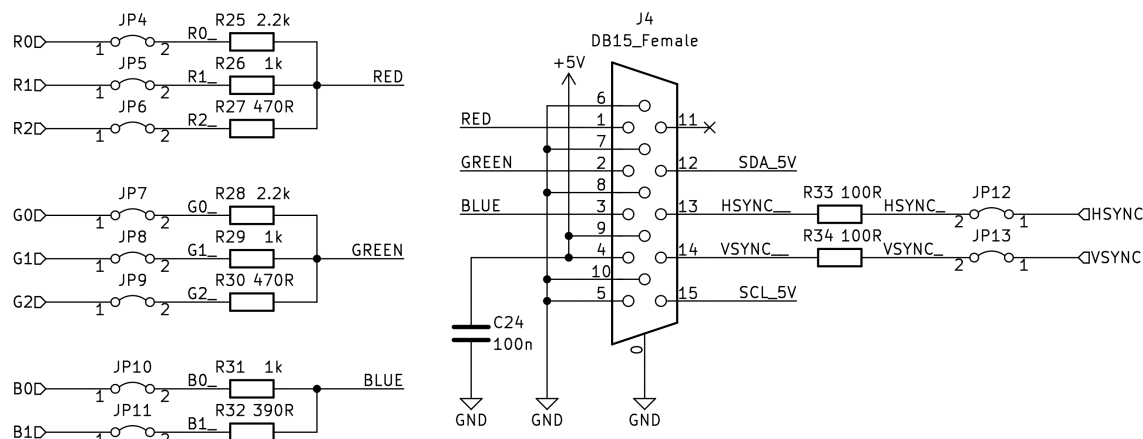 JP4 R25 2.2k
R0 1 2 R0_
JP5 R26 1k
R1 1 2 R1_ RED
JP6 R27 470R
R2 1 2 R2_
JP7 R28 2.2k
G0 1 2 G0_
JP8 R29 1k
G1 1 2 G1_ GREEN
JP9 R30 470R
G2 1 2 G2_
JP10 R31 1k
B0 1 2 B0_ BLUE
JP11 R32 390R
B1 1 2 B1_
J4
DB15_Female
+5V
6
RED 1 11
7
GREEN 2 12 SDA_5V
8
BLUE 3 13 HSYNC__ R33 100R HSYNC_ 2 JP12 1 HSYNC
9
4 14 VSYNC__ R34 100R VSYNC_ 2 JP13 1 VSYNC
10
5 15 SCL_5V
C24
100n
0
GND GND GND